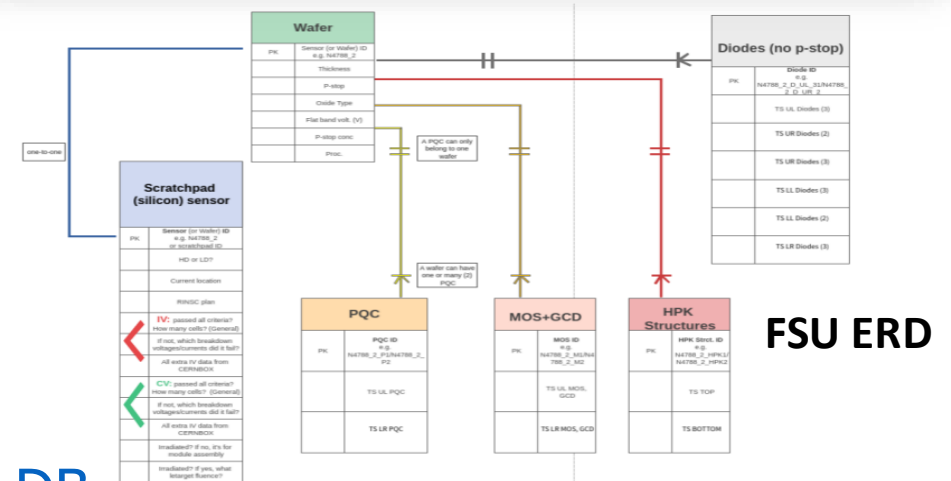 Wafer
PK
Sensor (or Wafer) ID
e.g. N4788_2
Thickness
P-stop
Oxide Type
Flat band volt. (V)
P-stop conc
Proc.
one-to-one
Scratchpad
(silicon) sensor
PK
Sensor (or Wafer) ID
e.g. N4788_2
or scratchpad ID
HD or LD?
Current location
RINSC plan
IV: passed all criteria?
How many cells? (General)
If not, which breakdown
voltages/currents did it fail?
All extra IV data from
CERNBOX
CV: passed all criteria?
How many cells? (General)
If not, which breakdown
voltages/currents did it fail?
All extra IV data from
CERNBOX
Irradiated? If no, it's for
module assembly
Irradiated? If yes, what
letarget fluence?
A PQC can only
belong to one
wafer
A wafer can have
one or many (2)
PQC
PQC
PK
PQC ID
e.g.
N4788_2_P1/N4788_2_
P2
TS UL PQC
TS LR PQC
MOS+GCD
PK
MOS ID
e.g.
N4788_2_M1/N4
788_2_M2
TS UL MOS,
GCD
TS LR MOS, GCD
HPK
Structures
PK
HPK Strct. ID
e.g.
N4788_2_HPK1/
N4788_2_HPK2
TS TOP
TS BOTTOM
Diodes (no p-stop)
PK
Diode ID
e.g.
N4788_2_D_UL_31/N4788_
2_D_UR_2
TS UL Diodes (3)
TS UR Diodes (2)
TS UR Diodes (3)
TS LL Diodes (3)
TS LL Diodes (2)
TS LR Diodes (3)
FSU ERD
DB